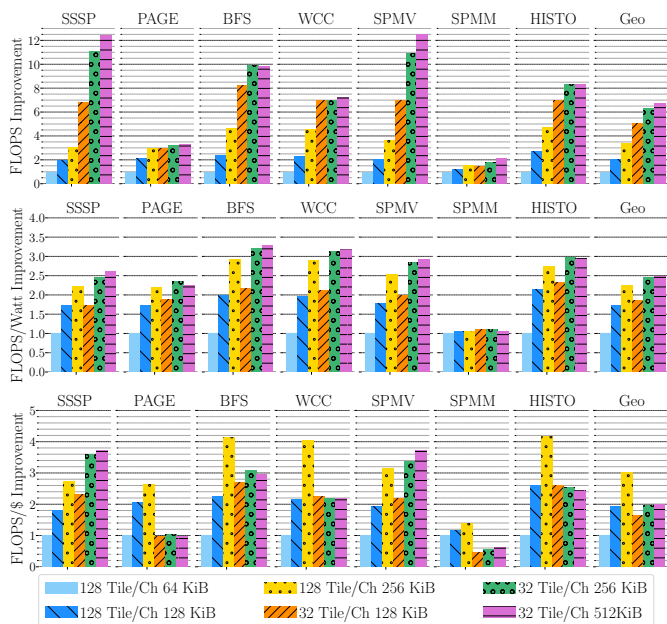 SSSP PAGE BFS WCC SPMV SPMM HISTO Geo
FLOPS Improvement
12
10
8
6
4
2
0
SSSP PAGE BFS WCC SPMV SPMM HISTO Geo
FLOPS/Watt Improvement
4.0
3.5
3.0
2.5
2.0
1.5
1.0
0.5
0.0
SSSP PAGE BFS WCC SPMV SPMM HISTO Geo
FLOPS/$ Improvement
5
4
3
2
1
0
128 Tile/Ch 64 KiB 128 Tile/Ch 256 KiB 32 Tile/Ch 256 KiB
128 Tile/Ch 128 KiB 32 Tile/Ch 128 KiB 32 Tile/Ch 512KiB